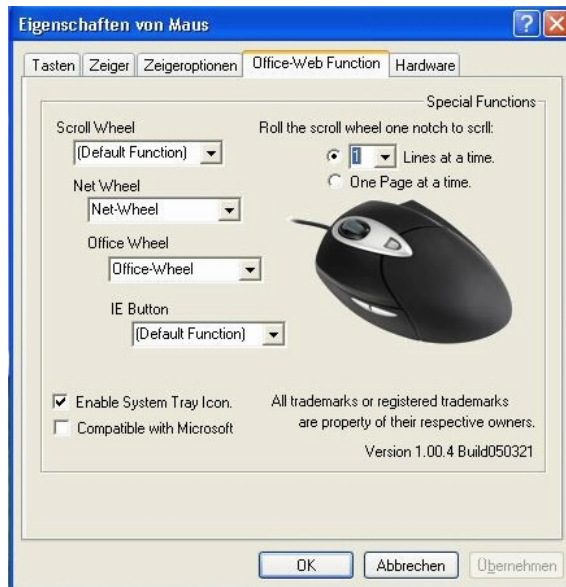 Eigenschaften von Maus
Tasten Zeiger Zeigeroptionen Office-Web Function Hardware
Special Functions
Scroll Wheel
(Default Function)
Roll the scroll wheel one notch to scrll:
1 Lines at a time.
One Page at a time.
Net Wheel
Net-Wheel
Office Wheel
Office-Wheel
IE Button
(Default Function)
Enable System Tray Icon.
Compatible with Microsoft
All trademarks or registered trademarks
are property of their respective owners.
Version 1.00.4 Build050321
OK Abbrechen Übernehmen